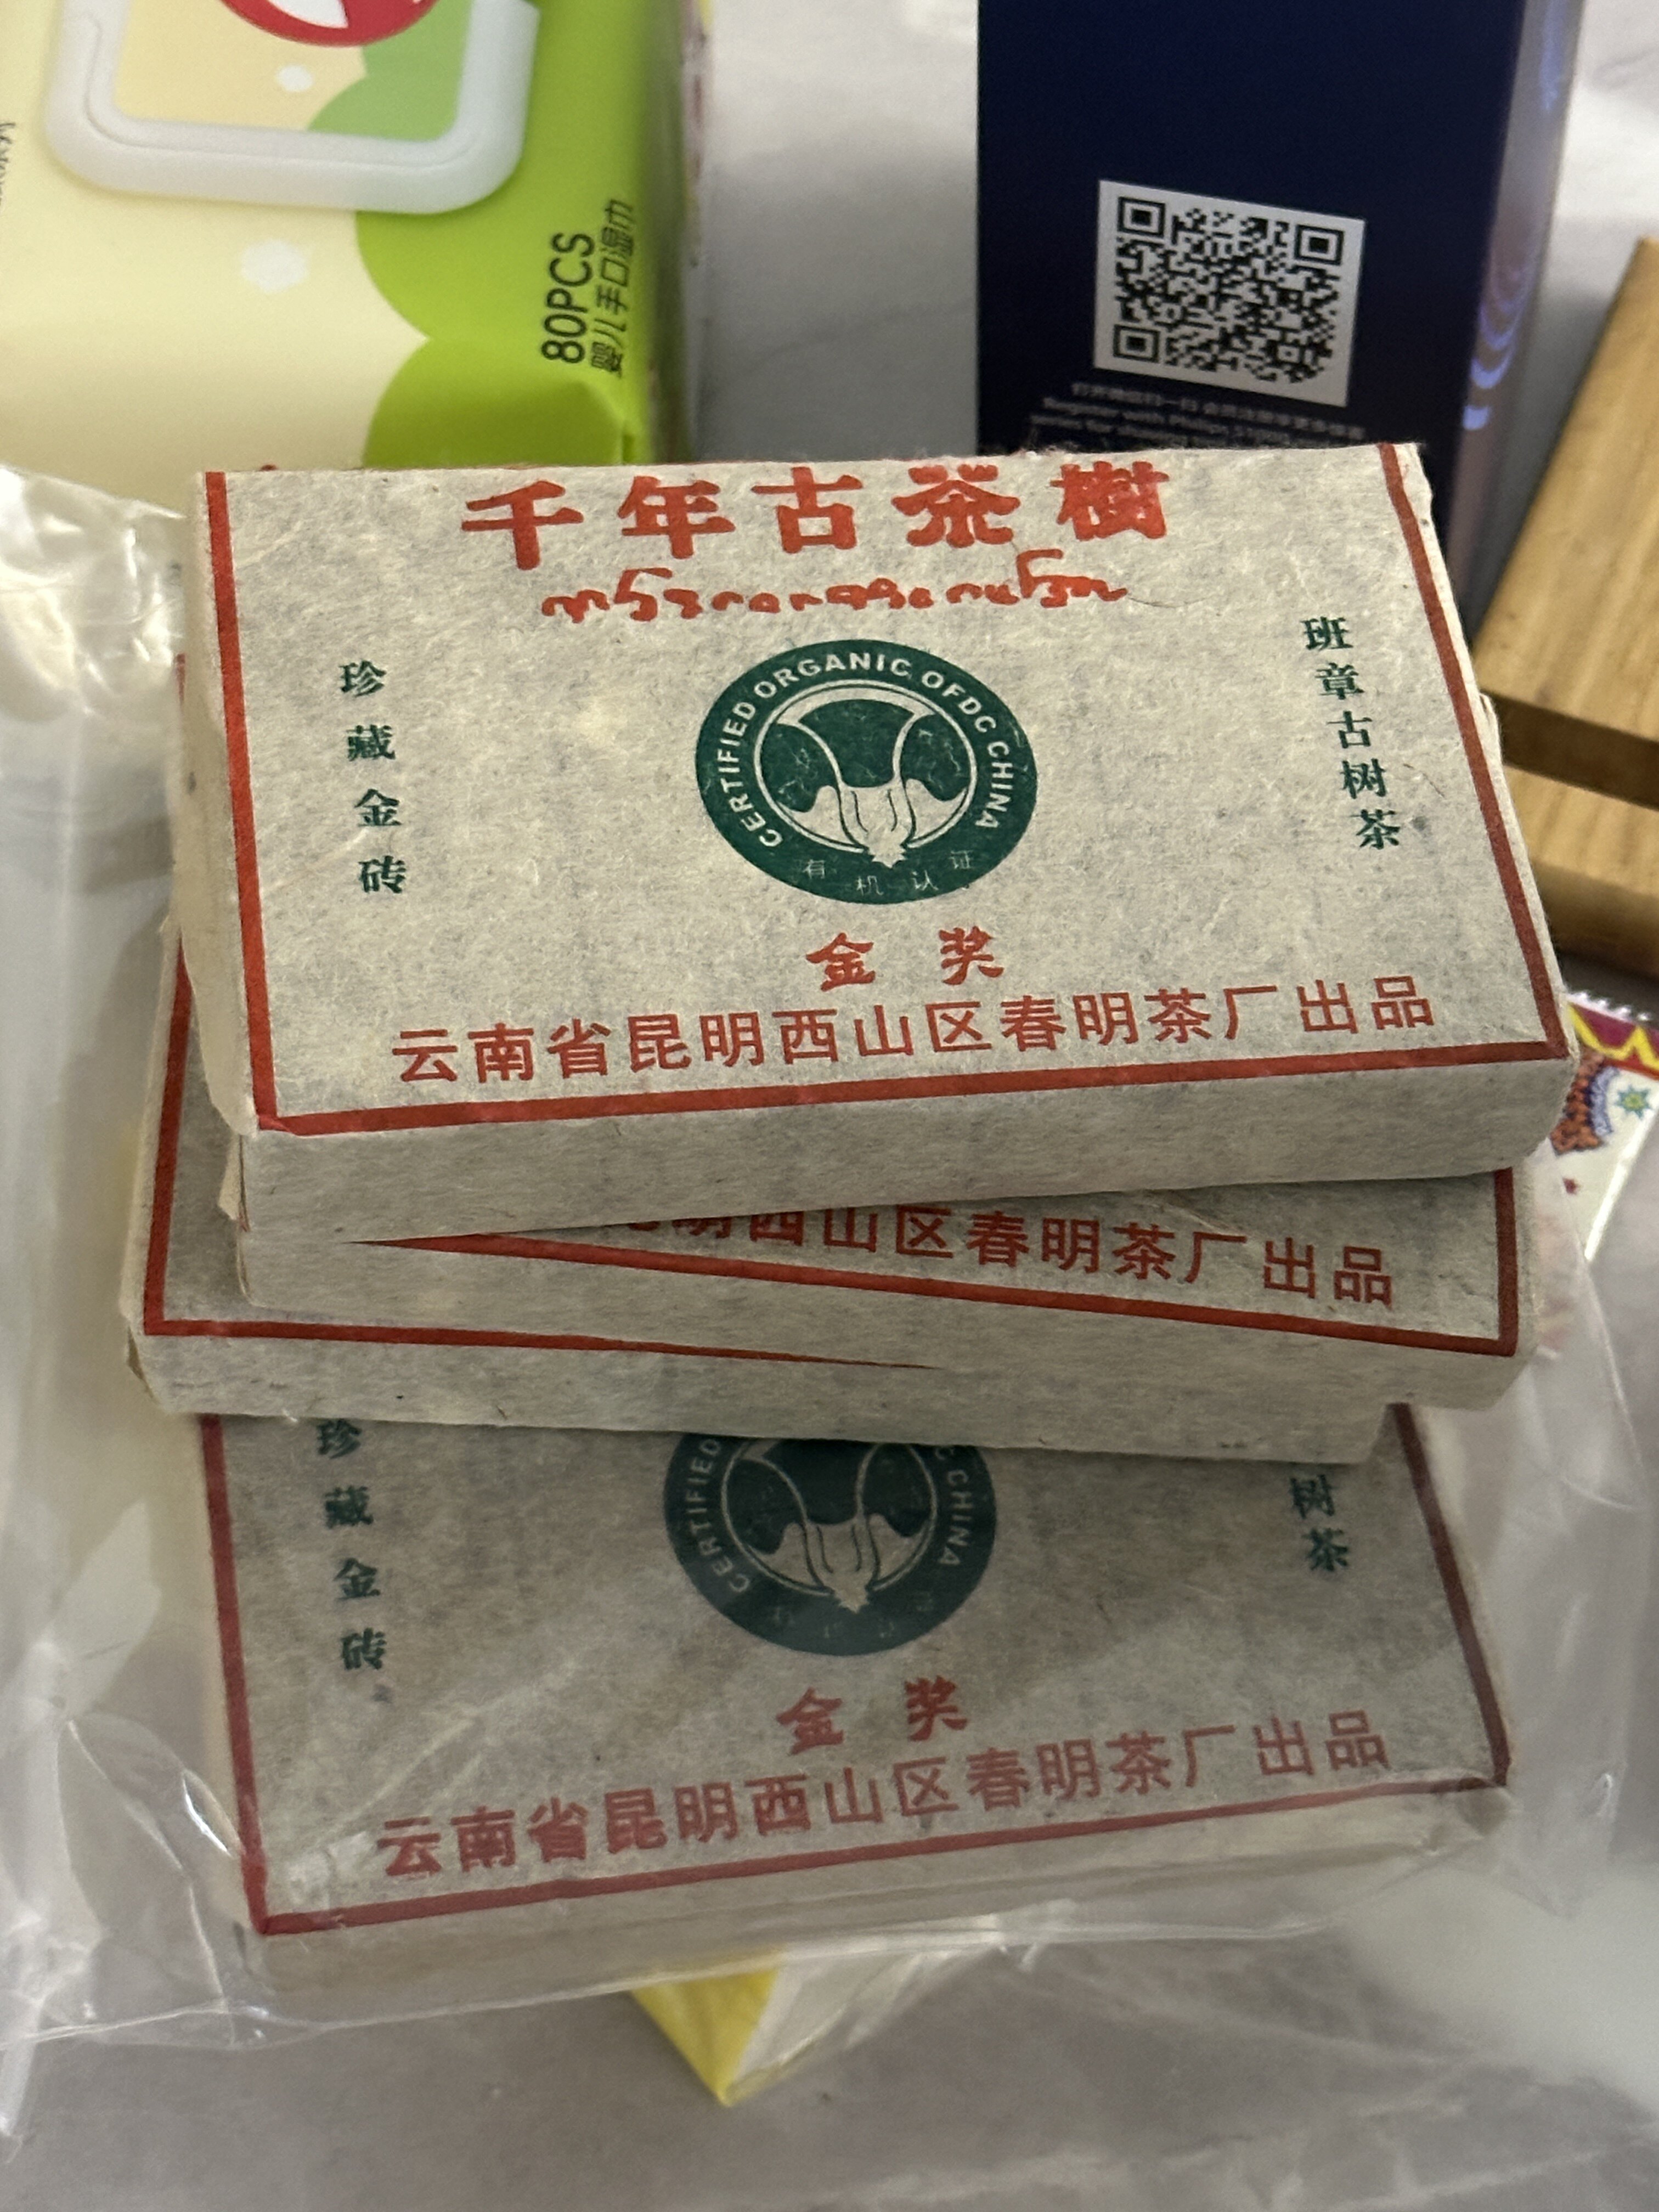 80PCS
婴儿手口湿巾
千年古茶樹
珍藏金砖
班章古树茶
CERTIFIED ORGANIC OFDC CHINA
有机认证
金奖
云南省昆明西山区春明茶厂出品
明西山区春明茶厂出品
珍藏金砖
树茶
CERTIFIED
CHINA
金奖
云南省昆明西山区春明茶厂出品